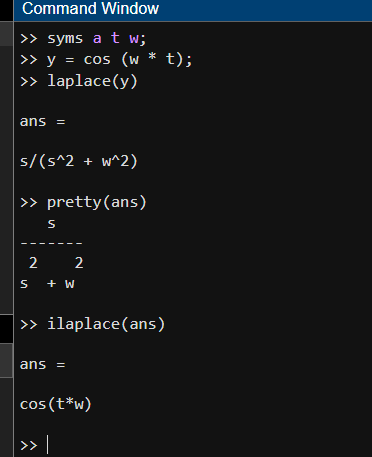 Command Window
>> syms a t w;
>> y = cos (w * t);
>> laplace(y)
ans =
s/(s^2 + w^2)
>> pretty(ans)
s
-------
2    2
s  + w
>> ilaplace(ans)
ans =
cos(t*w)
>>